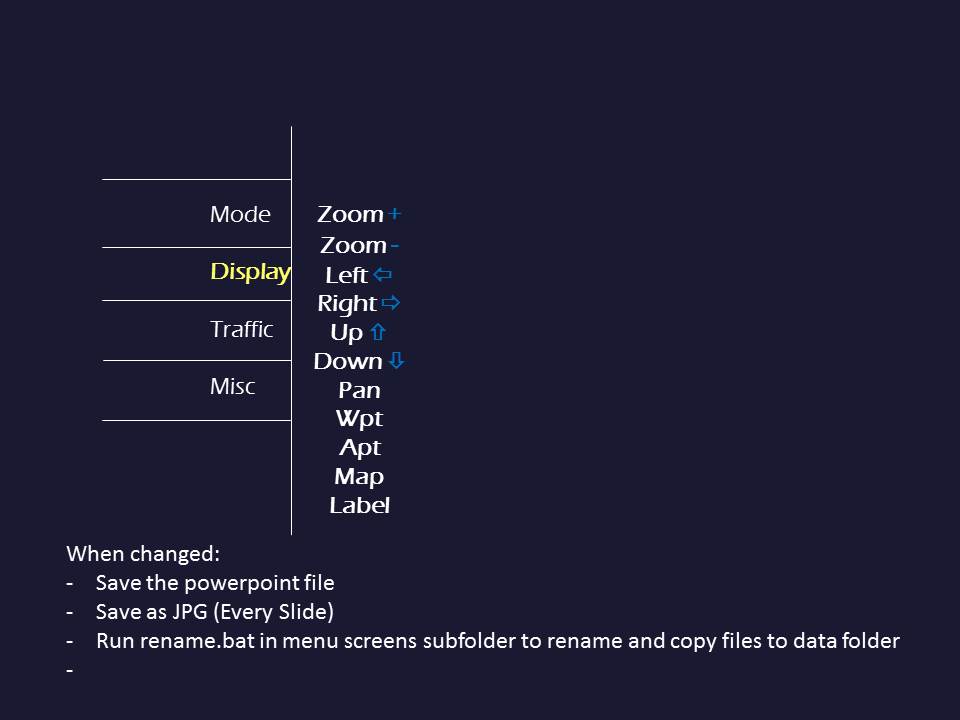 Mode
Display
Traffic
Misc
Zoom +
Zoom -
Left ⇦
Right ⇨
Up ⇧
Down ⇩
Pan
Wpt
Apt
Map
Label
When changed:
- Save the powerpoint file
- Save as JPG (Every Slide)
- Run rename.bat in menu screens subfolder to rename and copy files to data folder
-